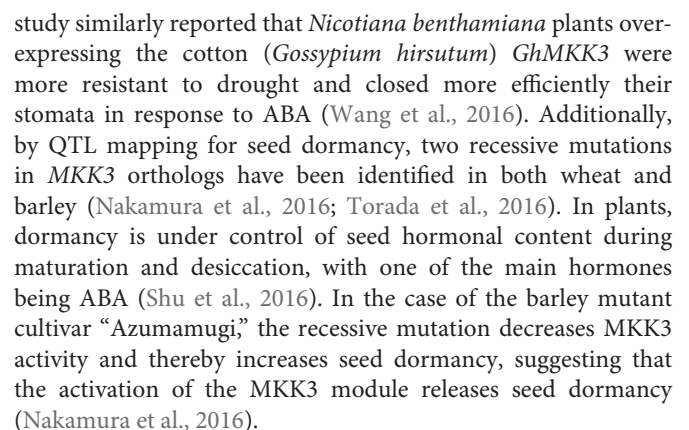 study similarly reported that Nicotiana benthamiana plants over-
expressing the cotton (Gossypium hirsutum) GhMKK3 were
more resistant to drought and closed more efficiently their
stomata in response to ABA (Wang et al., 2016). Additionally,
by QTL mapping for seed dormancy, two recessive mutations
in MKK3 orthologs have been identified in both wheat and
barley (Nakamura et al., 2016; Torada et al., 2016). In plants,
dormancy is under control of seed hormonal content during
maturation and desiccation, with one of the main hormones
being ABA (Shu et al., 2016). In the case of the barley mutant
cultivar “Azumamugi,” the recessive mutation decreases MKK3
activity and thereby increases seed dormancy, suggesting that
the activation of the MKK3 module releases seed dormancy
(Nakamura et al., 2016).